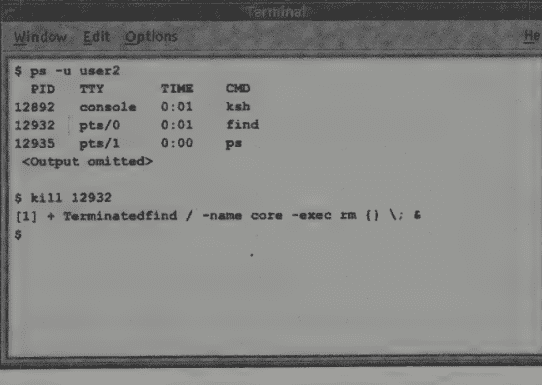 Terminal
Window Edit Options He
$ ps -u user2
PID TTY TIME CMD
12892 console 0:01 ksh
12932 pts/0 0:01 find
12935 pts/1 0:00 ps
<Output omitted>
$ kill 12932
[1] + Terminatedfind / -name core -exec rm {} \; &
$